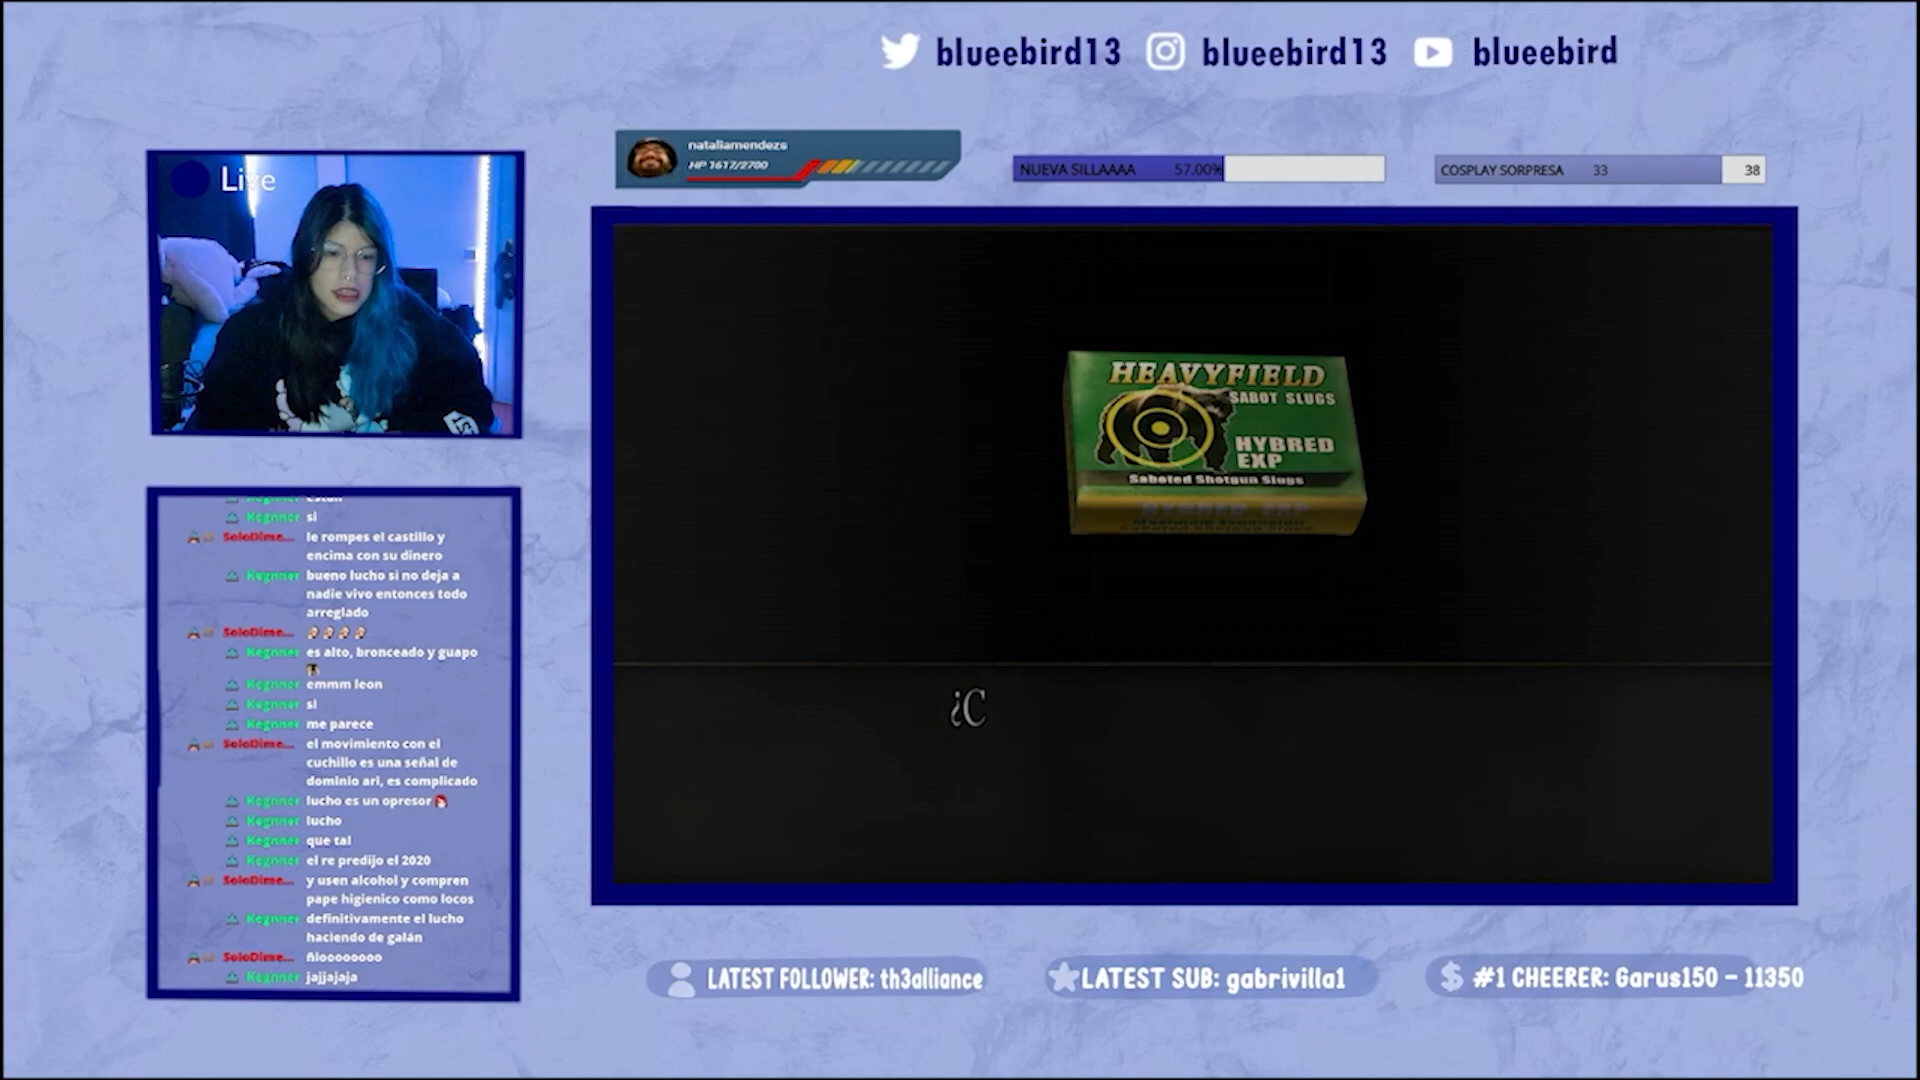 blueebird13 blueebird13 blueebird
nataliamendezs
HP 1617/2700
NUEVA SILLAAAA 57.00%
COSPLAY SORPRESA 33 38
Live
HEAVYFIELD
SABOT SLUGS
HYBRED
EXP
Saboted Shotgun Slugs
HYBRED EXP
¿C
Kegnner si
SoloDime... le rompes el castillo y
encima con su dinero
Kegnner bueno lucho si no deja a
nadie vivo entonces todo
arreglado
SoloDime...
Kegnner es alto, bronceado y guapo
Kegnner emmm leon
Kegnner si
Kegnner me parece
SoloDime... el movimiento con el
cuchillo es una señal de
dominio ari, es complicado
Kegnner lucho es un opresor
Kegnner lucho
Kegnner que tal
Kegnner el re predijo el 2020
SoloDime... y usen alcohol y compren
pape higienico como locos
Kegnner definitivamente el lucho
haciendo de galán
SoloDime... ñloooooooo
Kegnner jajjajaja
LATEST FOLLOWER: th3alliance
LATEST SUB: gabrivilla1
#1 CHEERER: Garus150 - 11350